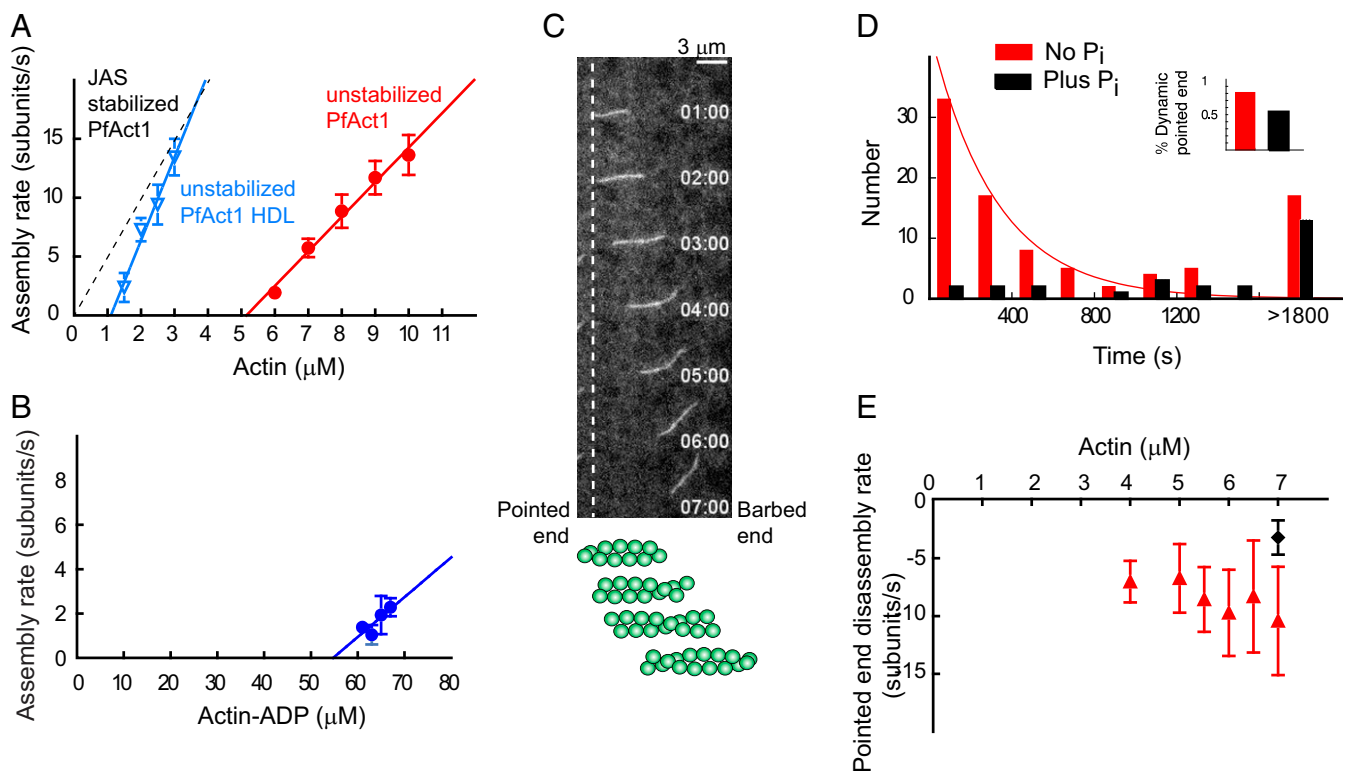 A
JAS
stabilized
PfAct1
unstabilized
PfAct1
unstabilized
PfAct1 HDL
Assembly rate (subunits/s)
15
10
5
0
0 1 2 3 4 5 6 7 8 9 10
Actin (μM)
B
Assembly rate (subunits/s)
8
6
4
2
0
0 10 20 30 40 50 60 70 80
Actin-ADP (μM)
C
3 μm
01:00
02:00
03:00
04:00
05:00
06:00
07:00
Pointed
end
Barbed
end
D
No Pi
Plus Pi
% Dynamic
pointed end
1
0.5
Number
30
20
10
0
400 800 1200 >1800
Time (s)
E
Actin (μM)
0 1 2 3 4 5 6 7
Pointed end disassembly rate
(subunits/s)
0
-5
-10
-15